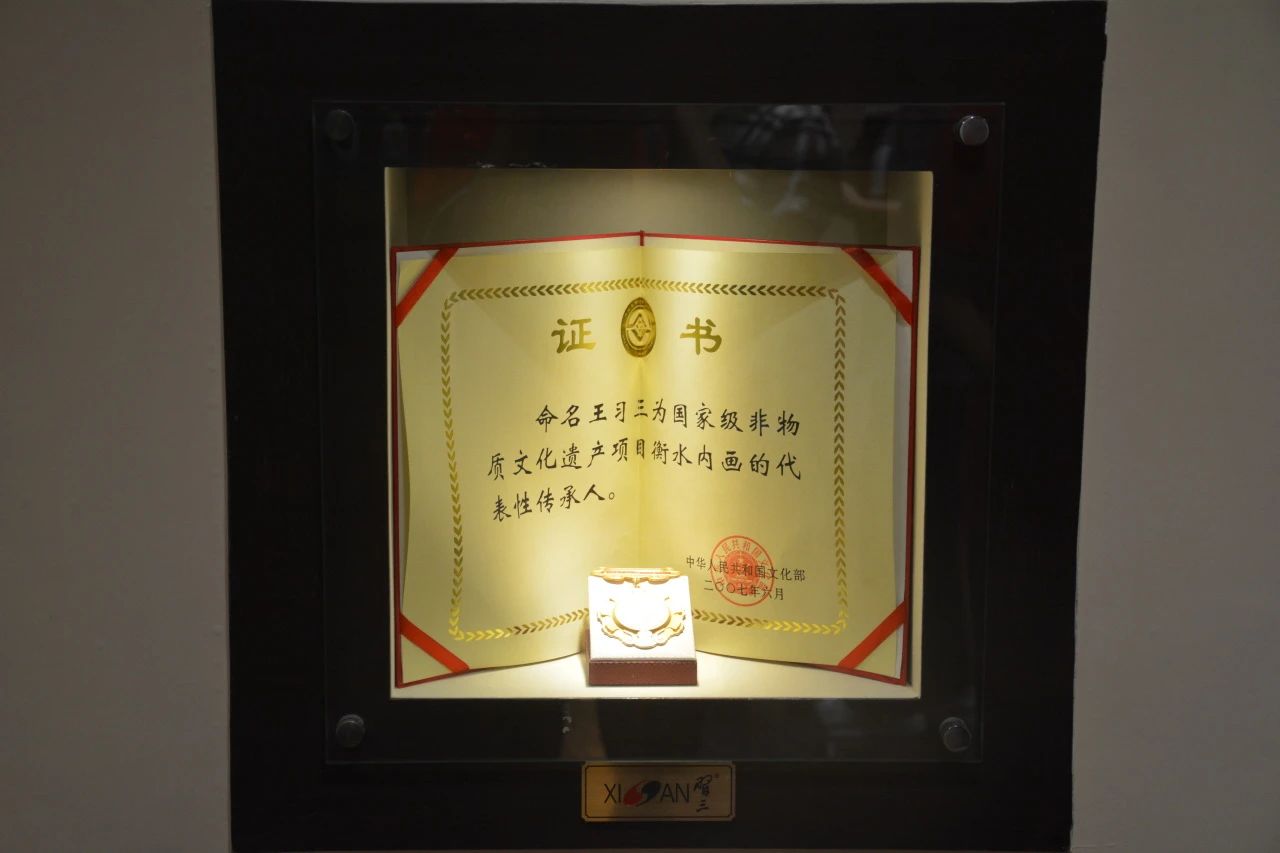 证 书
命名王习三为国家级非物
质文化遗产项目衡水内画的代
表性传承人。
中华人民共和国文化部
二〇〇七年六月
XISAN 習三